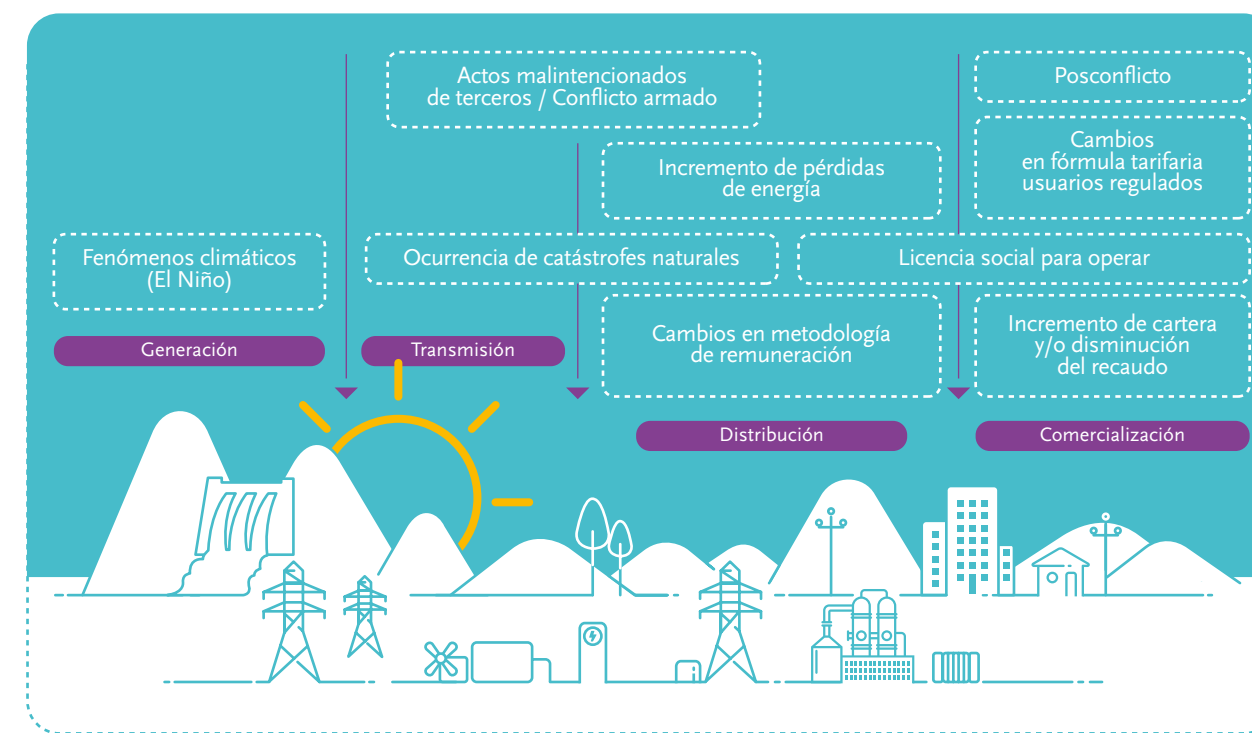 Actos malintencionados
de terceros / Conflicto armado
Posconflicto
Cambios
en fórmula tarifaria
usuarios regulados
Incremento de pérdidas
de energía
Fenómenos climáticos
(El Niño)
Ocurrencia de catástrofes naturales
Licencia social para operar
Cambios en metodología
de remuneración
Incremento de cartera
y/o disminución
del recaudo
Generación
Transmisión
Distribución
Comercialización